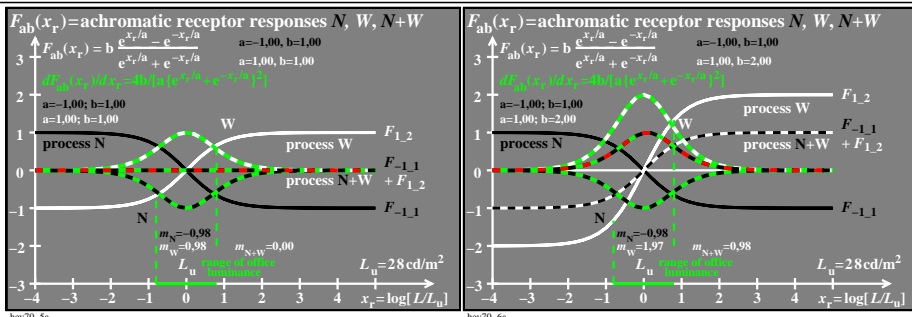 F_ab(x_r)=achromatic receptor responses N, W, N+W
F_ab(x_r) = b (e^{x_r/a} − e^{−x_r/a}) / (e^{x_r/a} + e^{−x_r/a})
a=-1,00, b=1,00
a=1,00, b=1,00
dF_ab(x_r)/dx_r=4b/[a{e^{x_r/a}+e^{−x_r/a}}²]
a=-1,00; b=1,00
a=1,00; b=1,00
W
F_1_2
process N
process W
F_-1_1
process N+W
+ F_1_2
N
F_-1_1
m_N=−0,98
m_W=0,98
m_N+W=0,00
L_u
range of office
luminance
L_u=28cd/m²
3
2
1
0
−1
−2
−3
−4 −3 −2 −1 0 1 2 3 4
x_r=log[L/L_u]
F_ab(x_r)=achromatic receptor responses N, W, N+W
F_ab(x_r) = b (e^{x_r/a} − e^{−x_r/a}) / (e^{x_r/a} + e^{−x_r/a})
a=-1,00, b=1,00
a=1,00, b=2,00
dF_ab(x_r)/dx_r=4b/[a{e^{x_r/a}+e^{−x_r/a}}²]
a=-1,00; b=1,00
a=1,00; b=2,00
W
F_1_2
process W
process N
F_-1_1
process N+W
+ F_1_2
N
F_-1_1
m_N=−0,98
m_W=1,97
m_N+W=0,98
L_u
range of office
luminance
L_u=28cd/m²
3
2
1
0
−1
−2
−3
−4 −3 −2 −1 0 1 2 3 4
x_r=log[L/L_u]